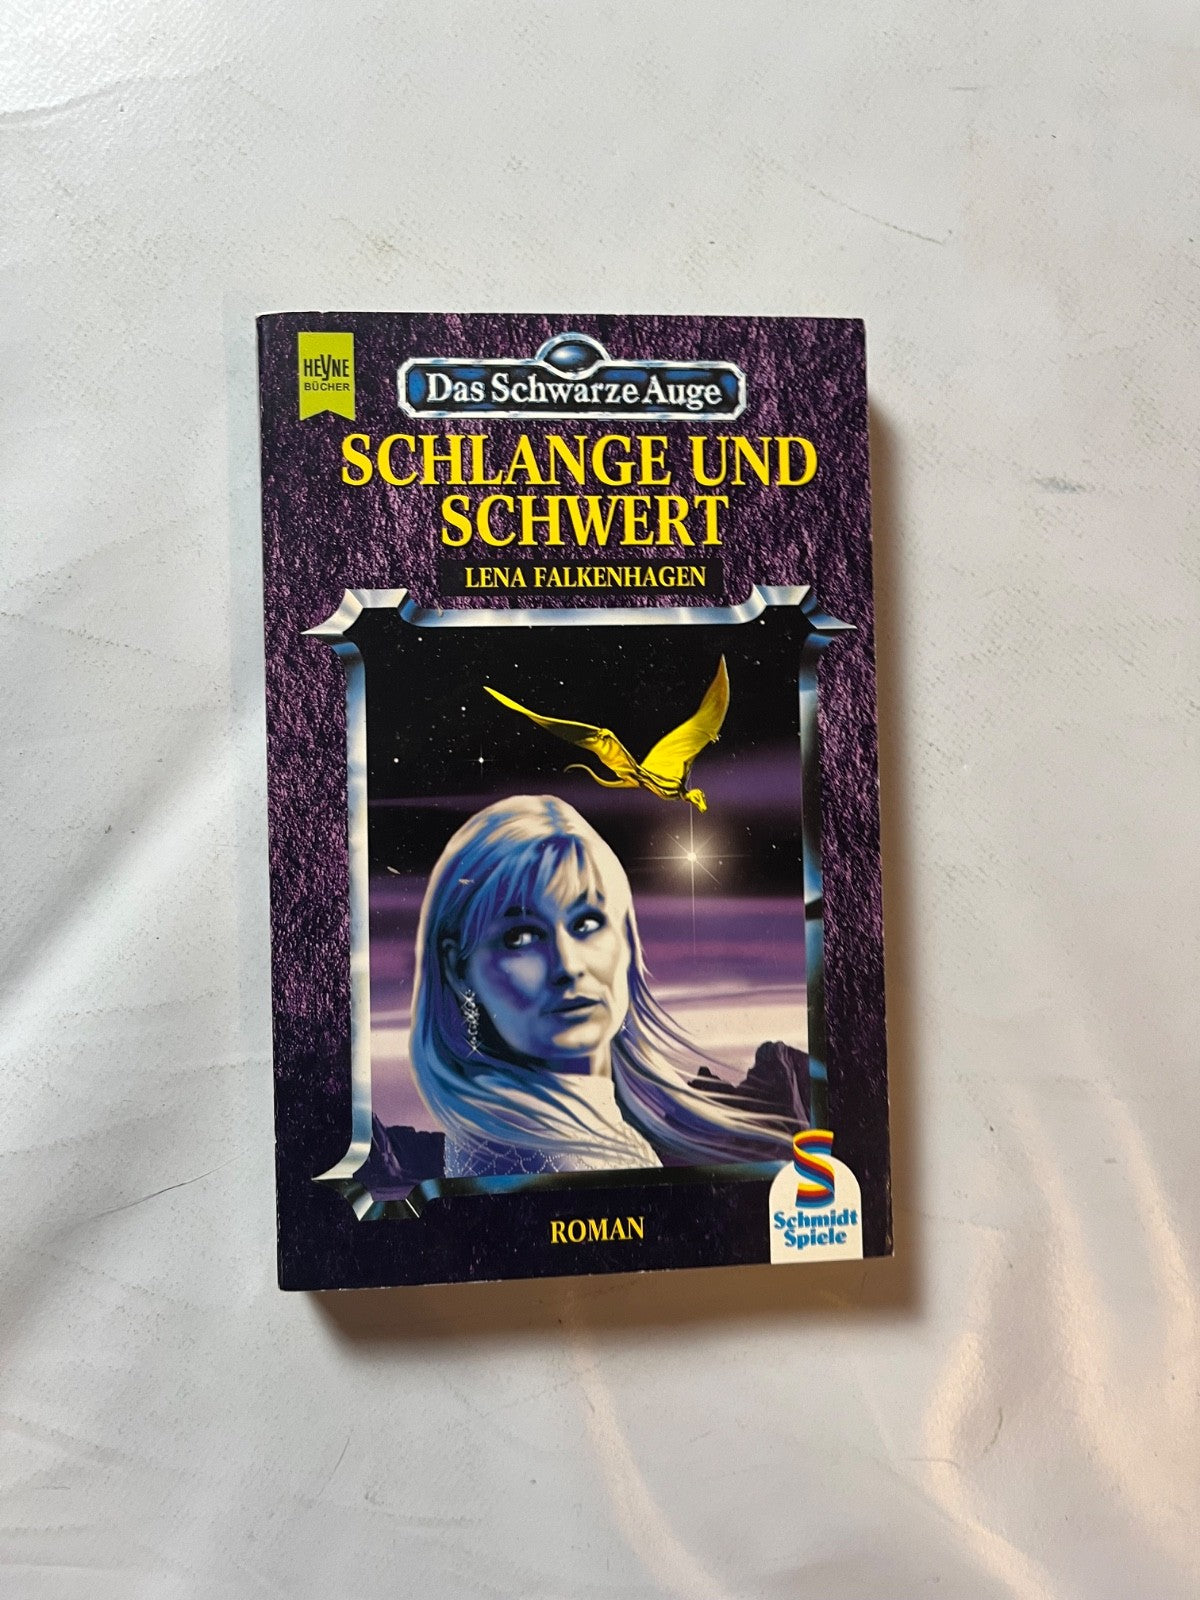 HEYNE
BÜCHER
Das Schwarze Auge
SCHLANGE UND
SCHWERT
LENA FALKENHAGEN
ROMAN
Schmidt
Spiele